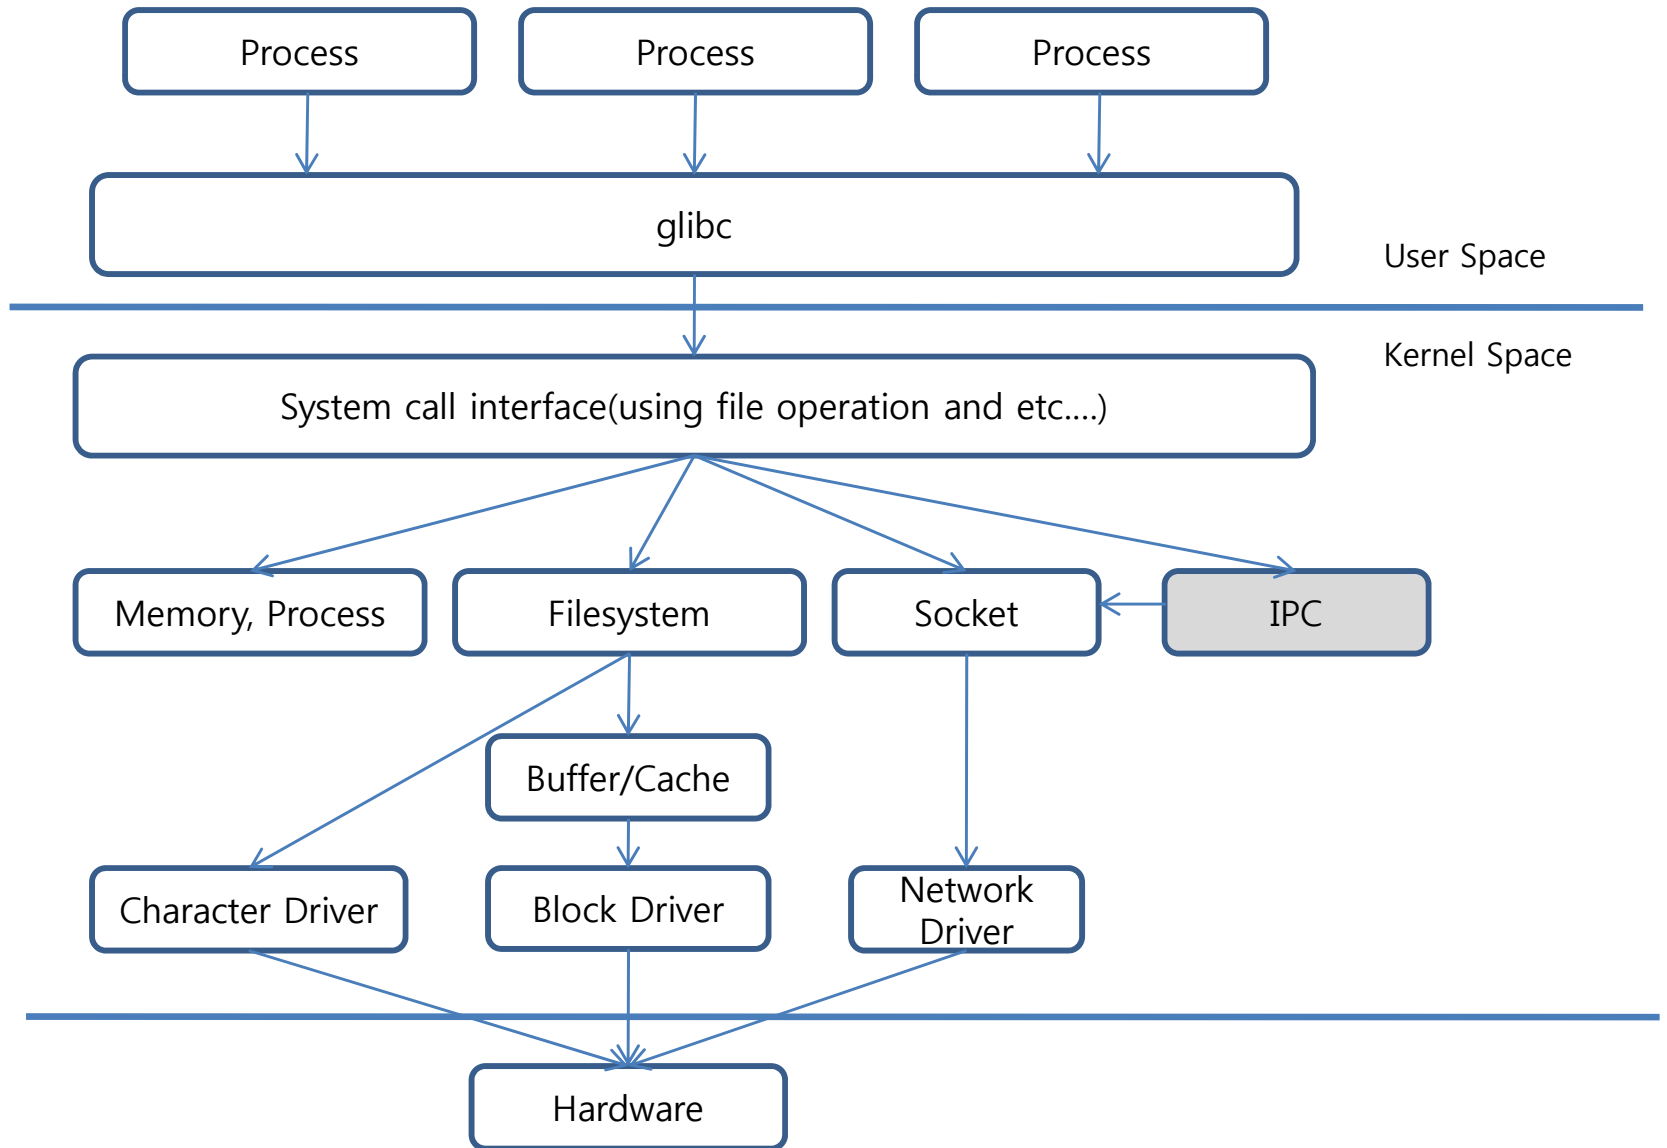 Process
Process
Process
glibc
User Space
Kernel Space
System call interface(using file operation and etc....)
Memory, Process
Filesystem
Socket
IPC
Buffer/Cache
Character Driver
Block Driver
Network
Driver
Hardware